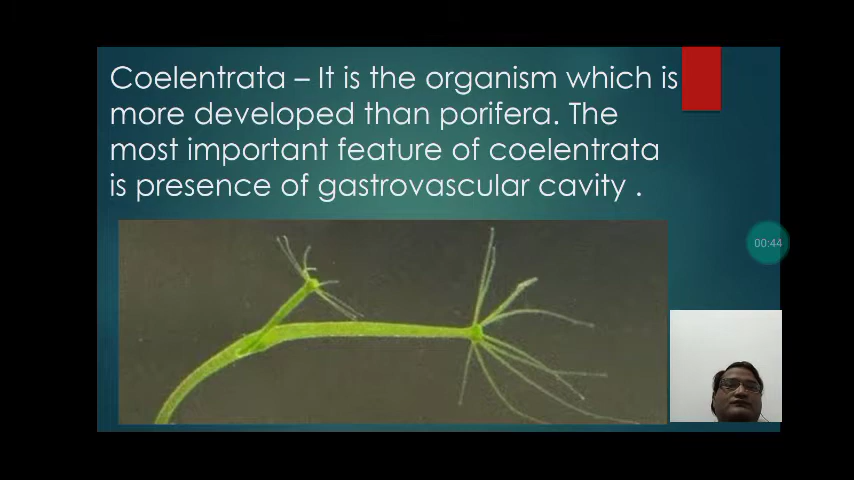 Coelentrata – It is the organism which is
more developed than porifera. The
most important feature of coelentrata
is presence of gastrovascular cavity .
00:44